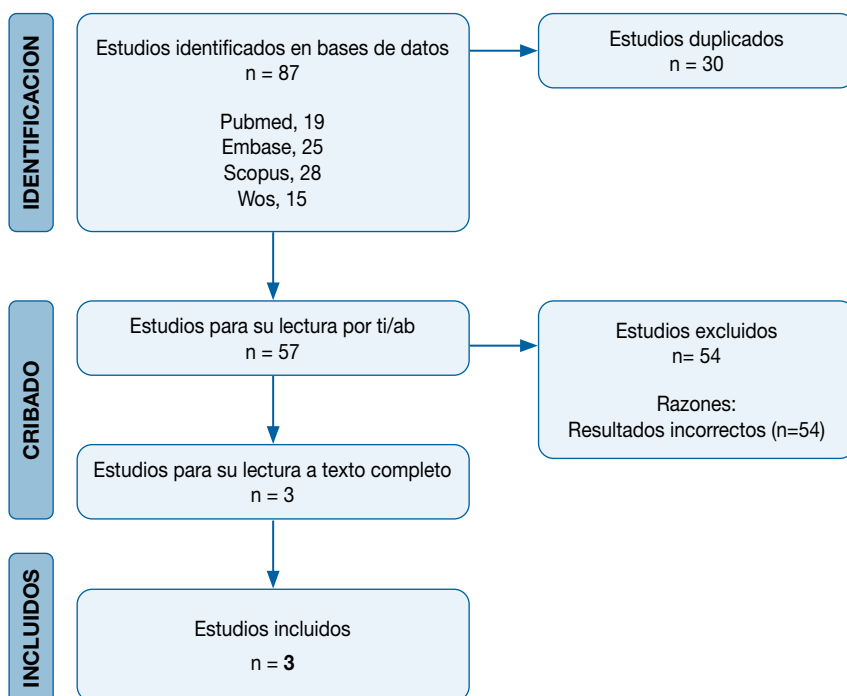 IDENTIFICACION
Estudios identificados en bases de datos
n = 87
Pubmed, 19
Embase, 25
Scopus, 28
Wos, 15
Estudios duplicados
n = 30
CRIBADO
Estudios para su lectura por ti/ab
n = 57
Estudios excluidos
n= 54
Razones:
Resultados incorrectos (n=54)
Estudios para su lectura a texto completo
n = 3
INCLUIDOS
Estudios incluidos
n = 3